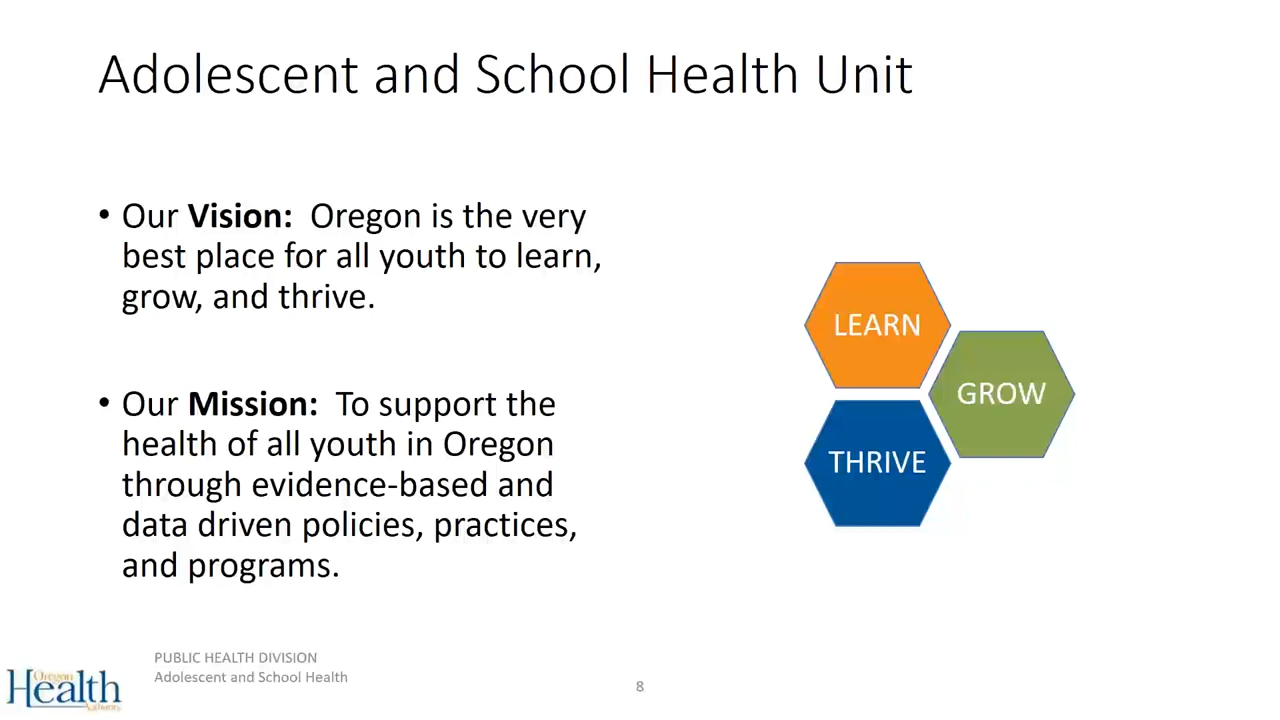 Adolescent and School Health Unit
• Our Vision: Oregon is the very
best place for all youth to learn,
grow, and thrive.
• Our Mission: To support the
health of all youth in Oregon
through evidence-based and
data driven policies, practices,
and programs.
LEARN
GROW
THRIVE
PUBLIC HEALTH DIVISION
Adolescent and School Health
8
Oregon
Health
Authority